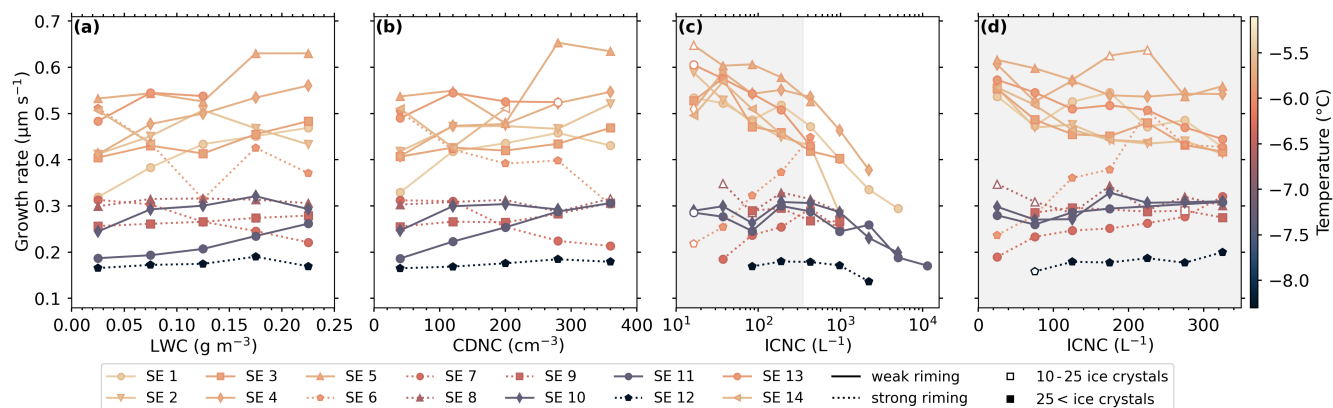 (a) (b) (c) (d)
Growth rate (μm s⁻¹)
0.7
0.6
0.5
0.4
0.3
0.2
0.1
0.00 0.05 0.10 0.15 0.20 0.25
LWC (g m⁻³)
0 100 200 300 400
CDNC (cm⁻³)
10¹ 10² 10³ 10⁴
ICNC (L⁻¹)
0 100 200 300
ICNC (L⁻¹)
−5.5
−6.0
−6.5
−7.0
−7.5
−8.0
Temperature (°C)
SE 1 SE 3 SE 5 SE 7 SE 9 SE 11 SE 13 weak riming 10-25 ice crystals
SE 2 SE 4 SE 6 SE 8 SE 10 SE 12 SE 14 strong riming 25< ice crystals